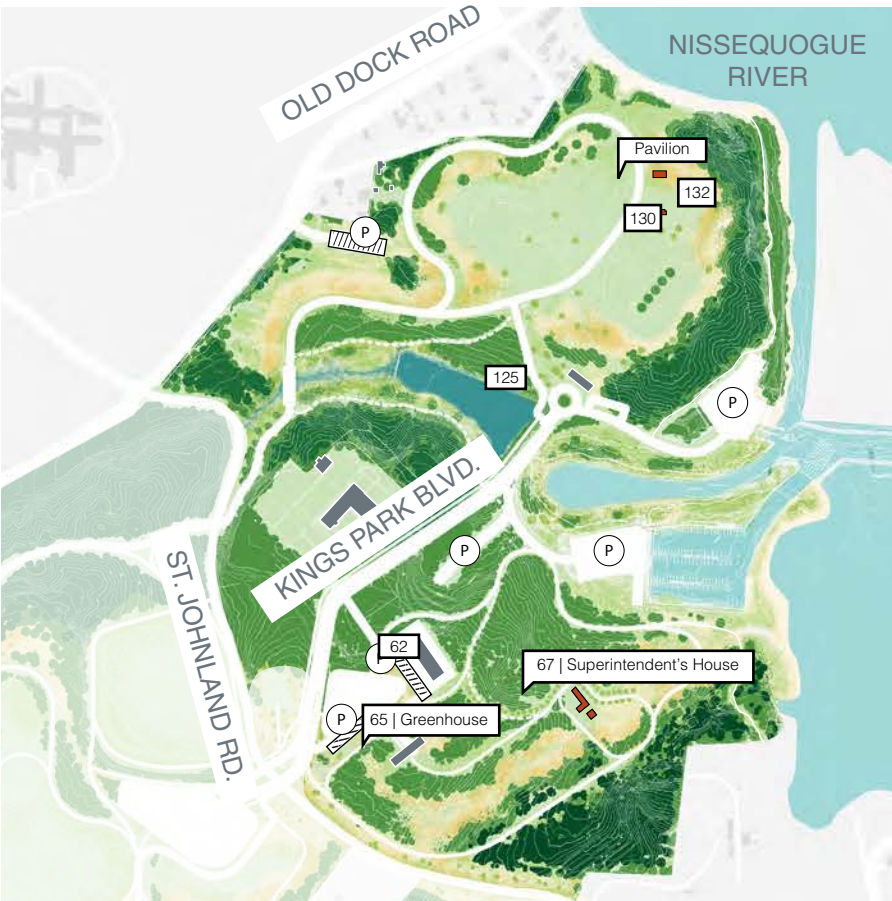 NISSEQUOGUE
RIVER
OLD DOCK ROAD
Pavilion
132
130
P
125
P
KINGS PARK BLVD.
P
P
ST. JOHNLAND RD.
62
P
67 | Superintendent's House
P
65 | Greenhouse